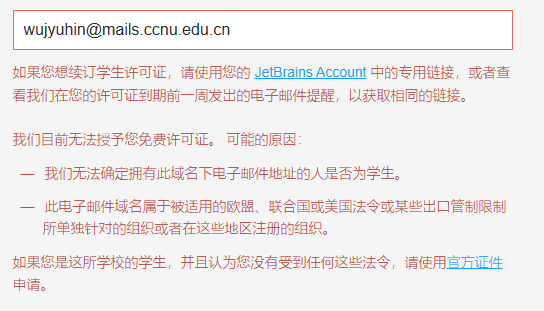 wujyuhin@mails.ccnu.edu.cn
如果您想续订学生许可证，请使用您的 JetBrains Account 中的专用链接，或者查
看我们在您的许可证到期前一周发出的电子邮件提醒，以获取相同的链接。
我们目前无法授予您免费许可证。 可能的原因：
— 我们无法确定拥有此域名下电子邮件地址的人是否为学生。
— 此电子邮件域名属于被适用的欧盟、联合国或美国法令或某些出口管制限制
所单独针对的组织或者在这些地区注册的组织。
如果您是这所学校的学生，并且认为您没有受到任何这些法令，请使用官方证件
申请。